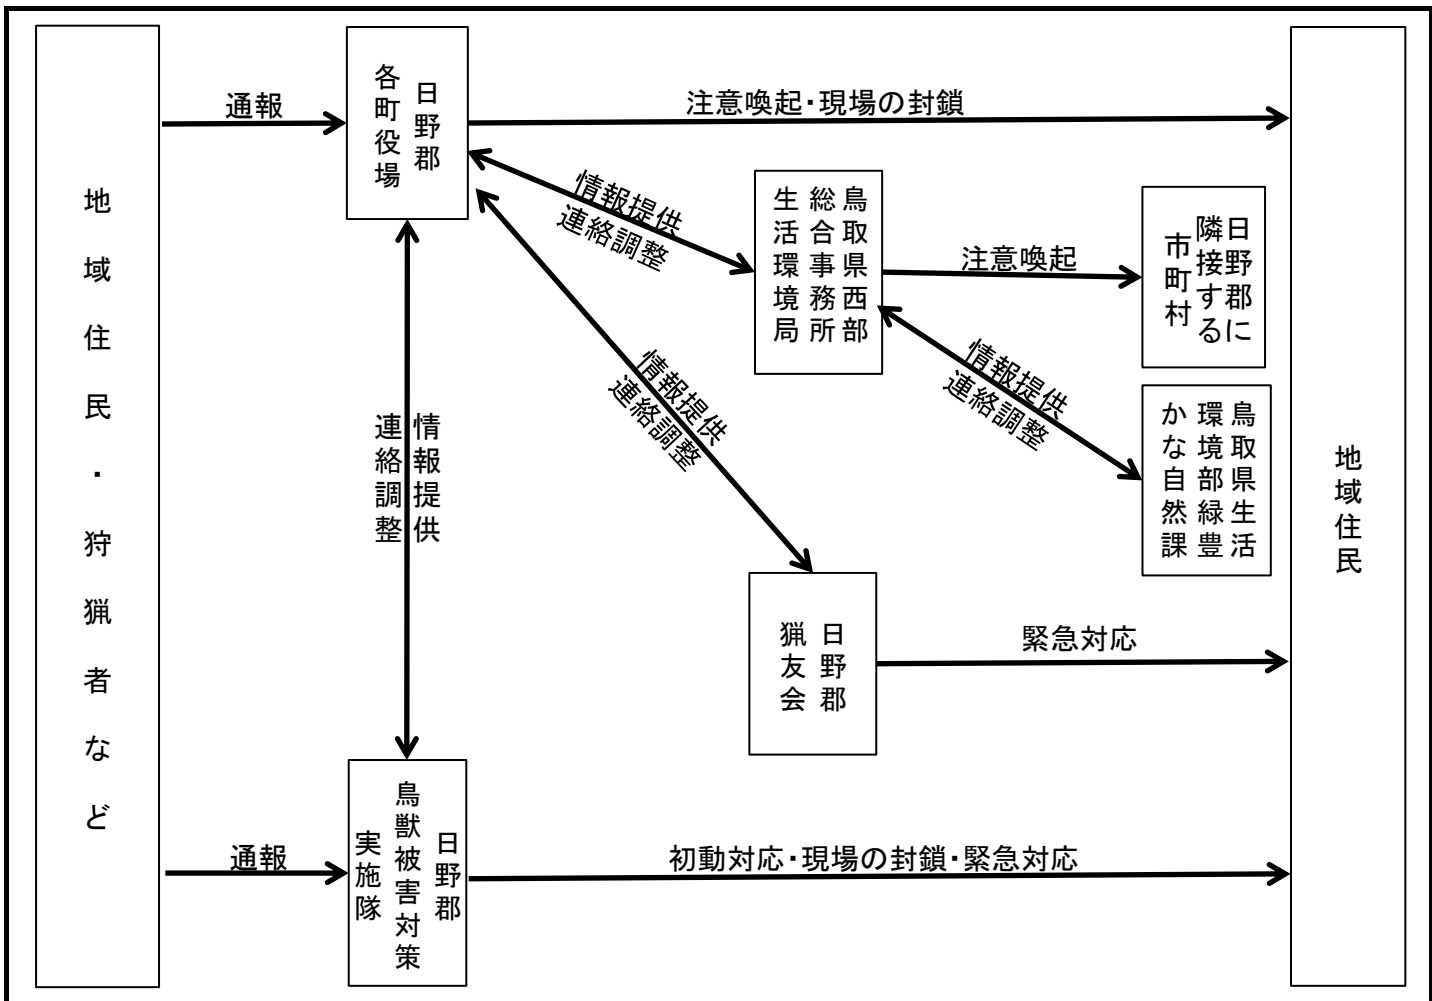 地域住民・狩猟者など
通報
日野郡
各町役場
注意喚起・現場の封鎖
情報提供
連絡調整
鳥取県西部
総合事務所
生活環境局
注意喚起
日野郡に
隣接する
市町村
情報提供
連絡調整
鳥取県生活
環境部緑豊
かな自然課
情報提供
連絡調整
情報提供
連絡調整
日野郡
猟友会
緊急対応
通報
日野郡
鳥獣被害対策
実施隊
初動対応・現場の封鎖・緊急対応
地域住民